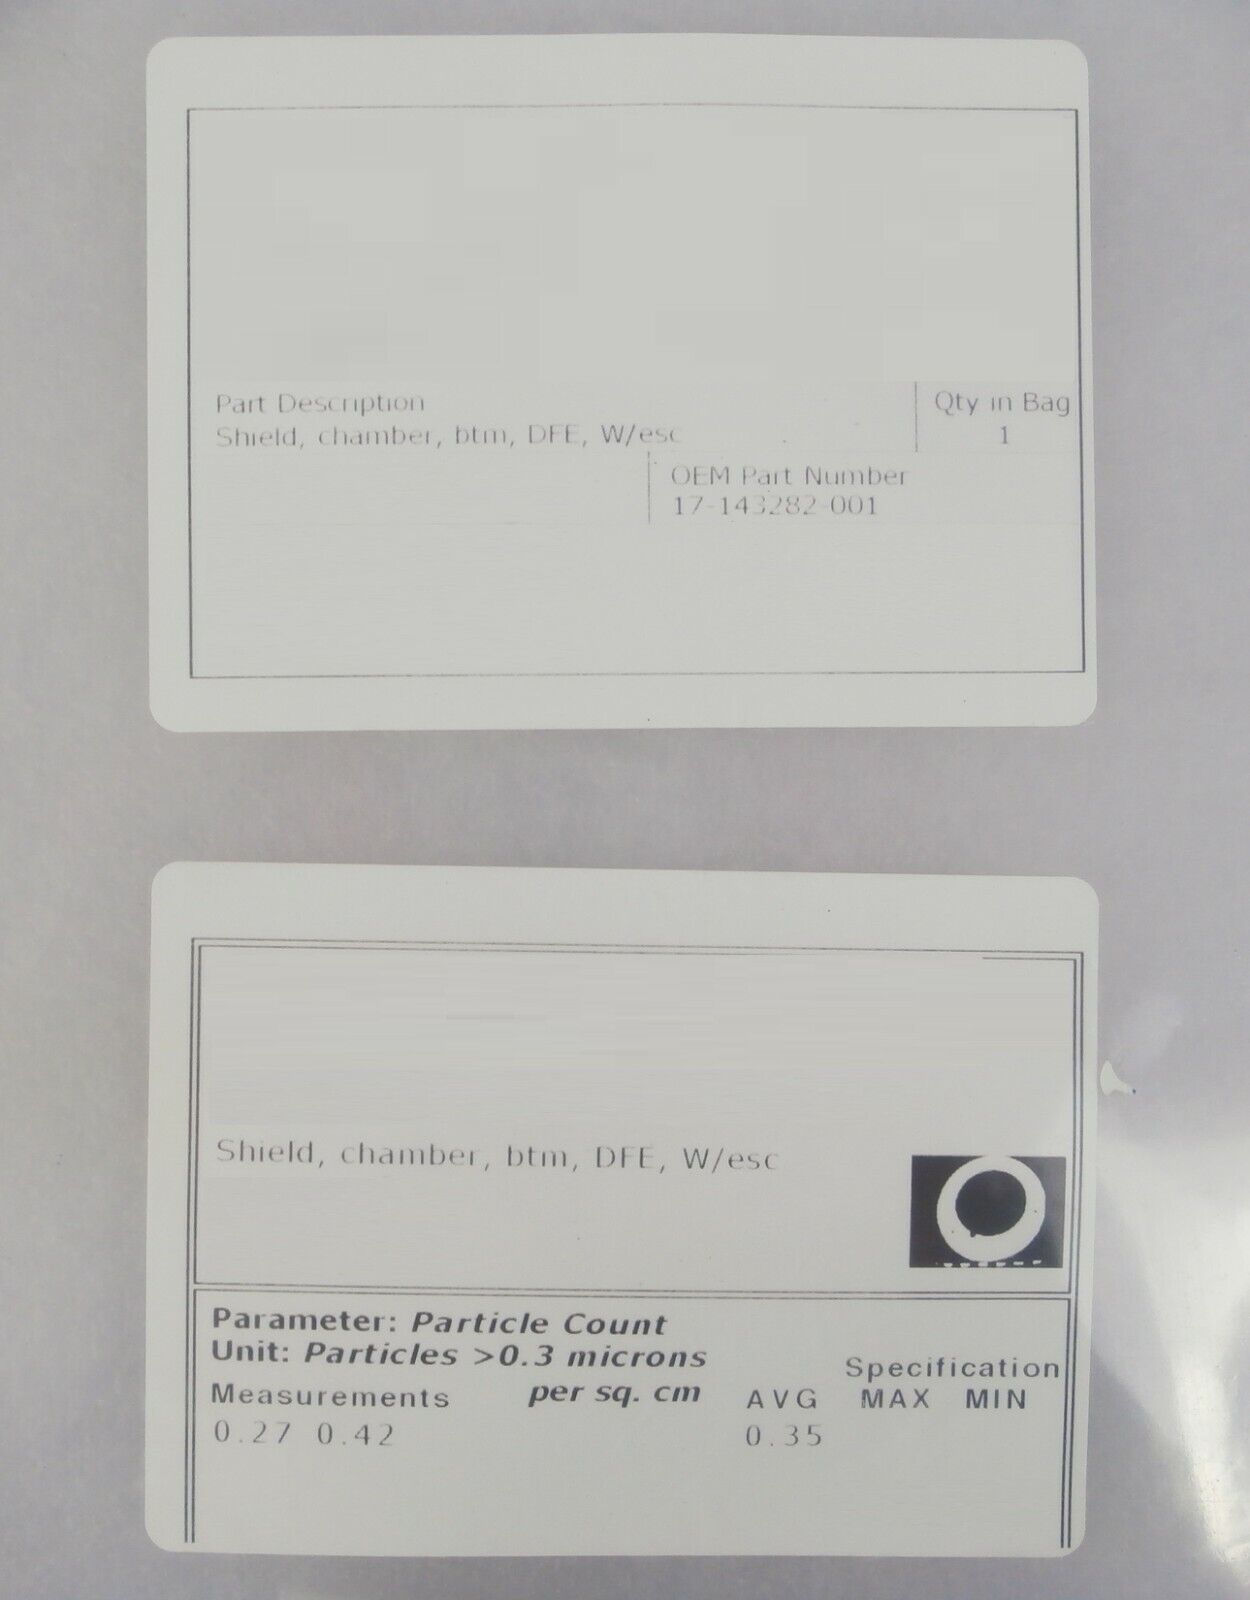 Part Description
Qty in Bag
Shield, chamber, btm, DFE, W/esc
1
OEM Part Number
17-143282-001
Shield, chamber, btm, DFE, W/esc
Parameter: Particle Count
Unit: Particles >0.3 microns
per sq. cm
Specification
Measurements
AVG MAX MIN
0.27 0.42
0.35